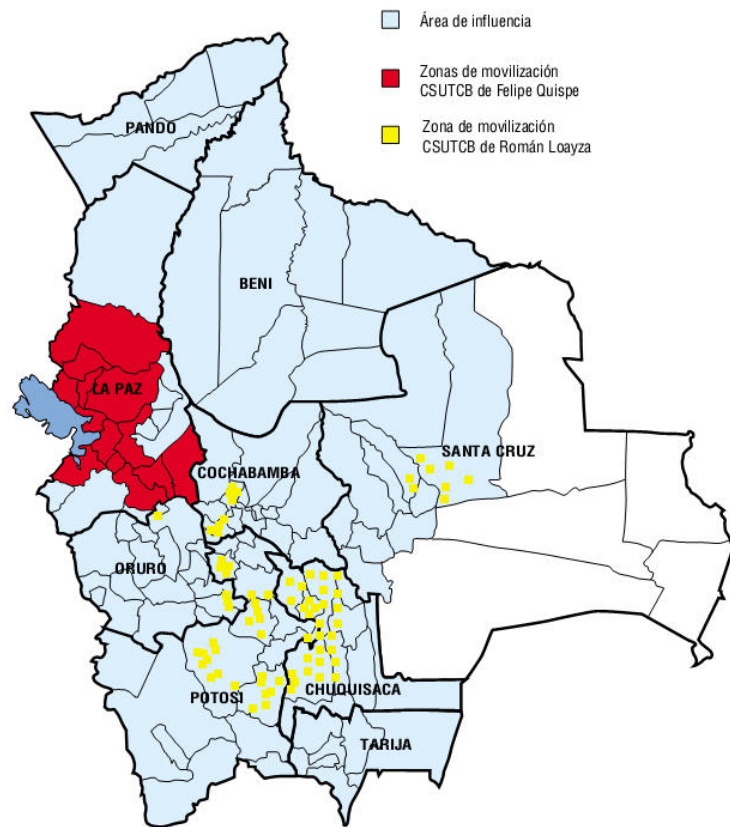 Área de influencia
Zonas de movilización
CSUTCB de Felipe Quispe
Zona de movilización
CSUTCB de Román Loayza
PANDO
BENI
LA PAZ
SANTA CRUZ
COCHABAMBA
ORURO
POTOSI
CHUQUISACA
TARIJA